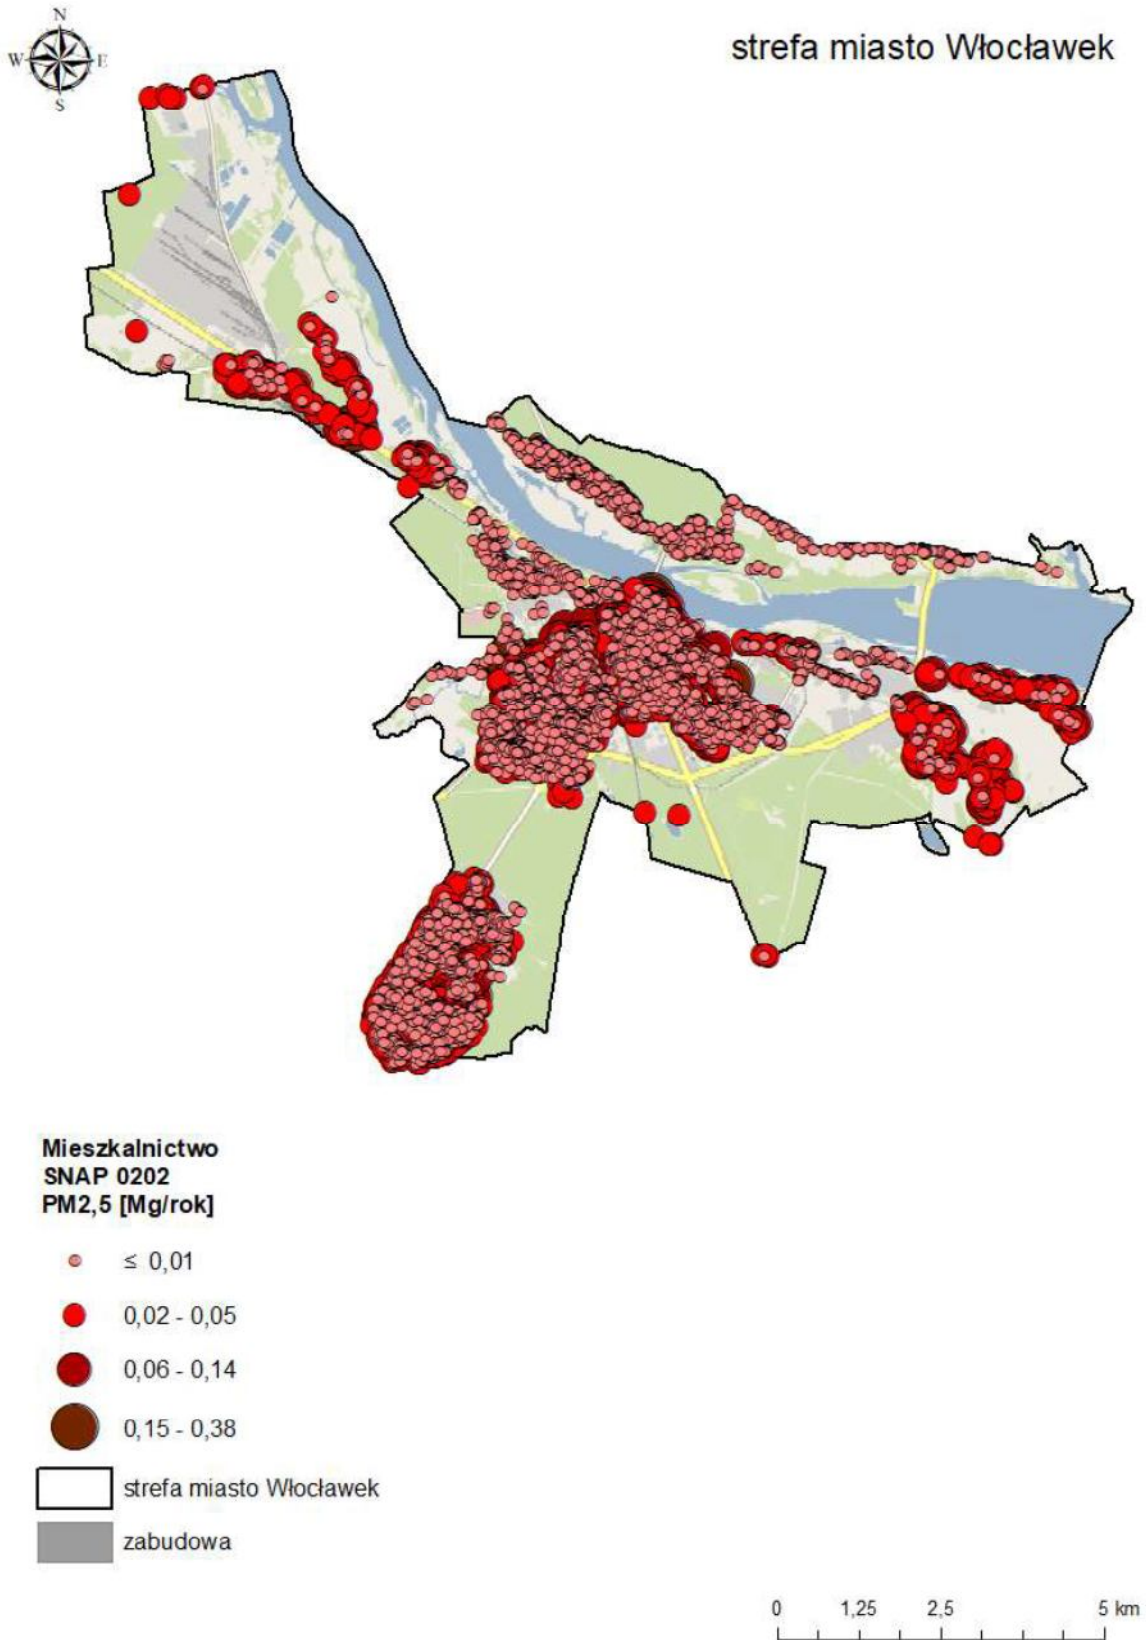 N
W E
S
strefa miasto Włocławek
Mieszkalnictwo
SNAP 0202
PM2,5 [Mg/rok]
≤ 0,01
0,02 - 0,05
0,06 - 0,14
0,15 - 0,38
strefa miasto Włocławek
zabudowa
0 1,25 2,5 5 km